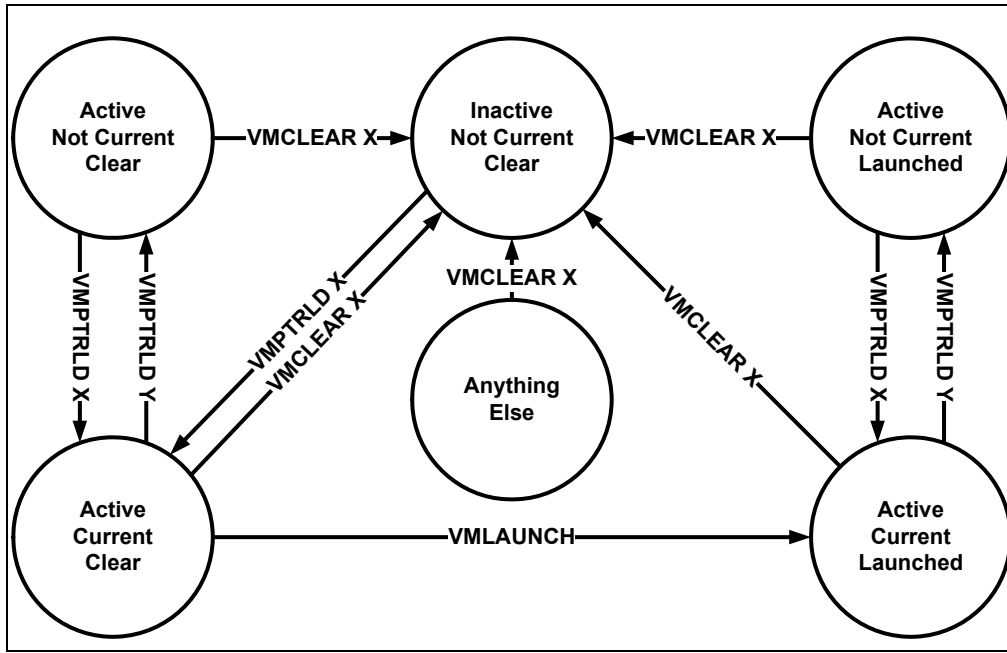 Active
Not Current
Clear
VMCLEAR X
Inactive
Not Current
Clear
VMCLEAR X
Active
Not Current
Launched
VMPTRLD X
VMPTRLD Y
VMPTRLD X
VMCLEAR X
VMCLEAR X
Anything
Else
VMCLEAR X
VMPTRLD X
VMPTRLD Y
Active
Current
Clear
VMLAUNCH
Active
Current
Launched